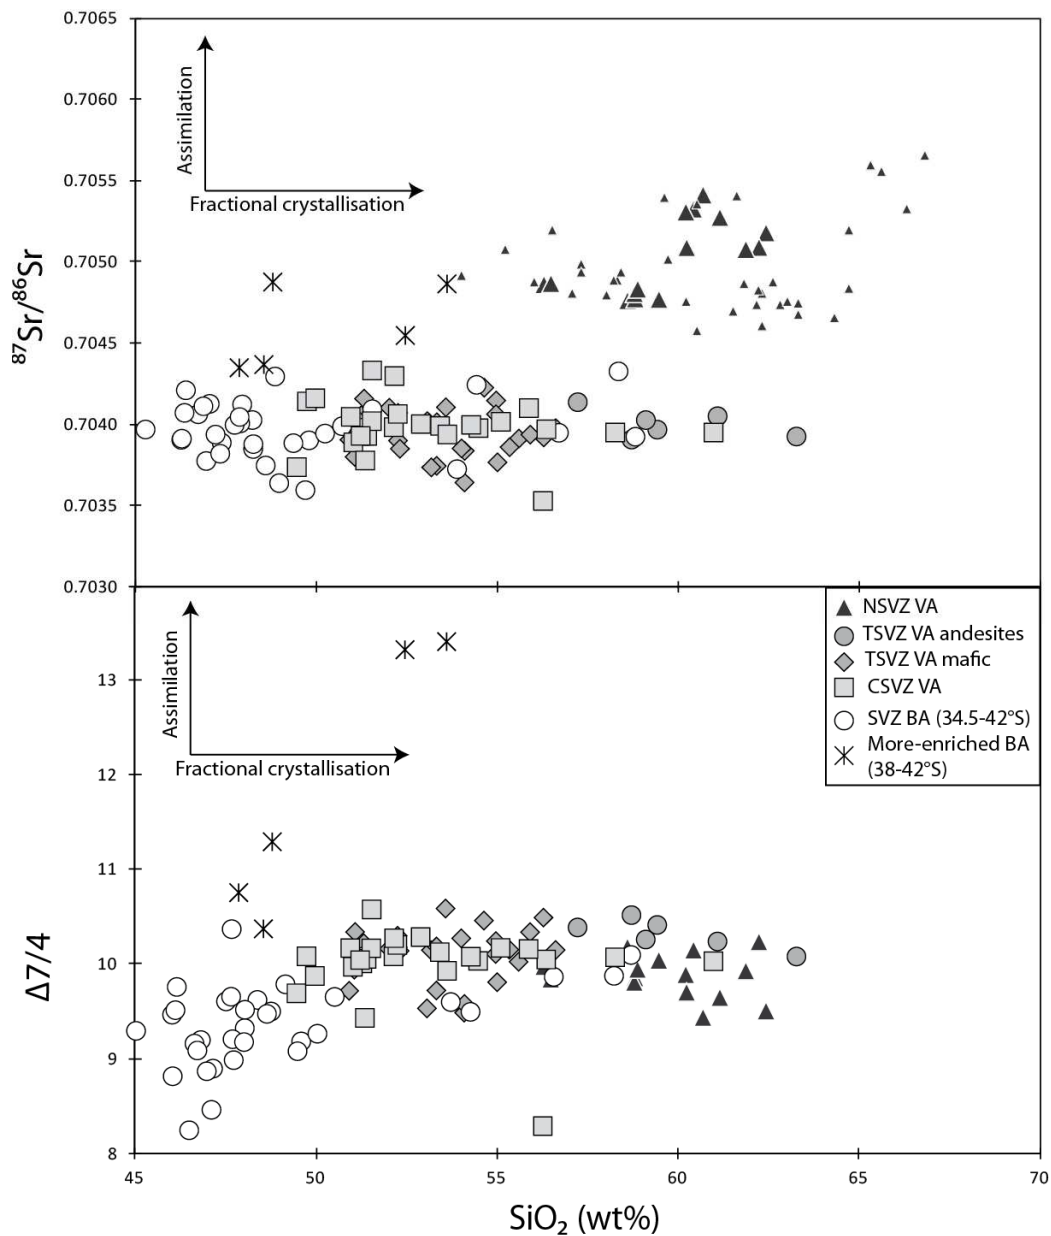 0.7065
0.7060
0.7055
0.7050
0.7045
0.7040
0.7035
0.7030
⁸⁷Sr/⁸⁶Sr
Assimilation
Fractional crystallisation
NSVZ VA
TSVZ VA andesites
TSVZ VA mafic
CSVZ VA
SVZ BA (34.5-42°S)
More-enriched BA
(38-42°S)
Assimilation
Fractional crystallisation
13
12
11
10
9
8
Δ7/4
45 50 55 60 65 70
SiO₂ (wt%)